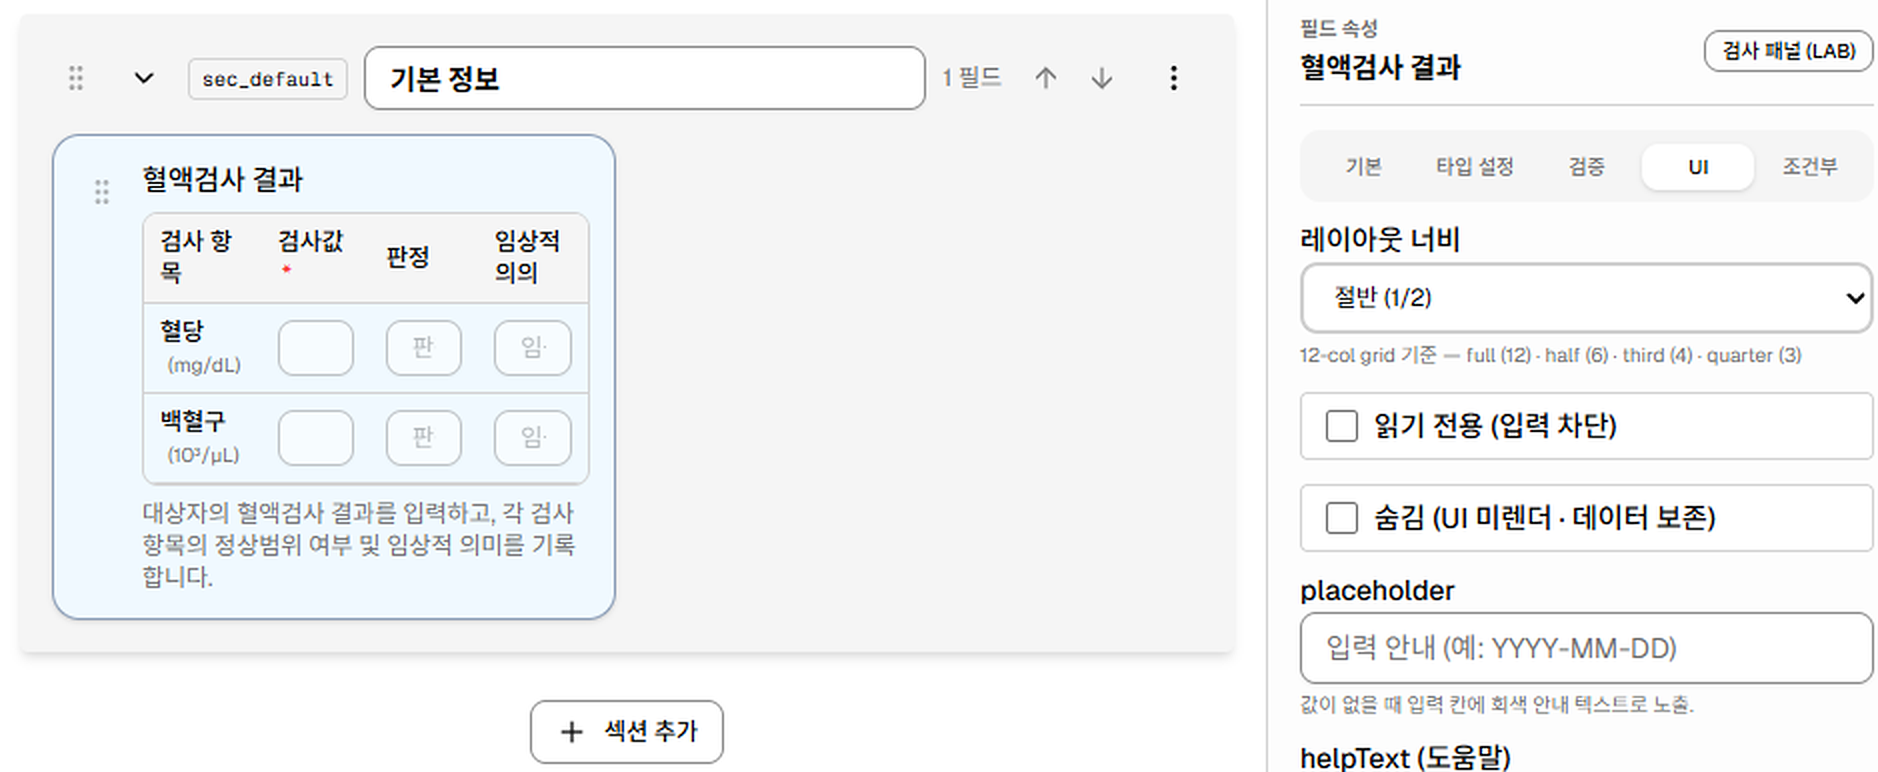 sec_default
기본 정보
1 필드
혈액검사 결과
검사 항목
검사값 *
판정
임상적 의의
혈당
(mg/dL)
판
임·
백혈구
(10³/µL)
판
임·
대상자의 혈액검사 결과를 입력하고, 각 검사
항목의 정상범위 여부 및 임상적 의미를 기록
합니다.
섹션 추가
필드 속성
혈액검사 결과
검사 패널 (LAB)
기본
타입 설정
검증
UI
조건부
레이아웃 너비
절반 (1/2)
12-col grid 기준 — full (12) · half (6) · third (4) · quarter (3)
읽기 전용 (입력 차단)
숨김 (UI 미렌더 · 데이터 보존)
placeholder
입력 안내 (예: YYYY-MM-DD)
값이 없을 때 입력 칸에 회색 안내 텍스트로 노출.
helpText (도움말)